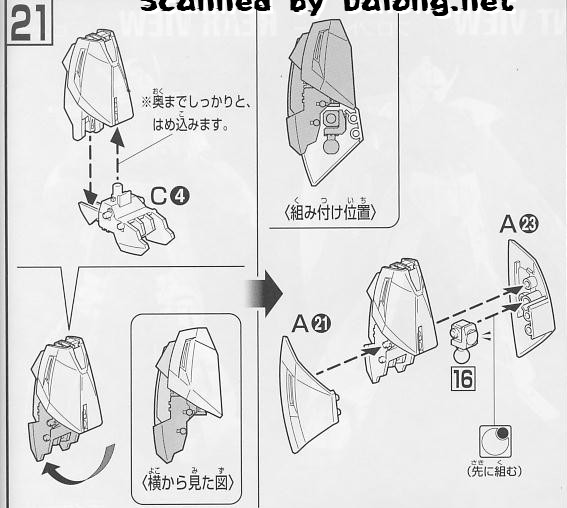 scanned by Dalong.net
21
※奥までしっかりと、
はめ込みます。
C4
〈組み付け位置〉
A23
A21
16
〈横から見た図〉
(先に組む)